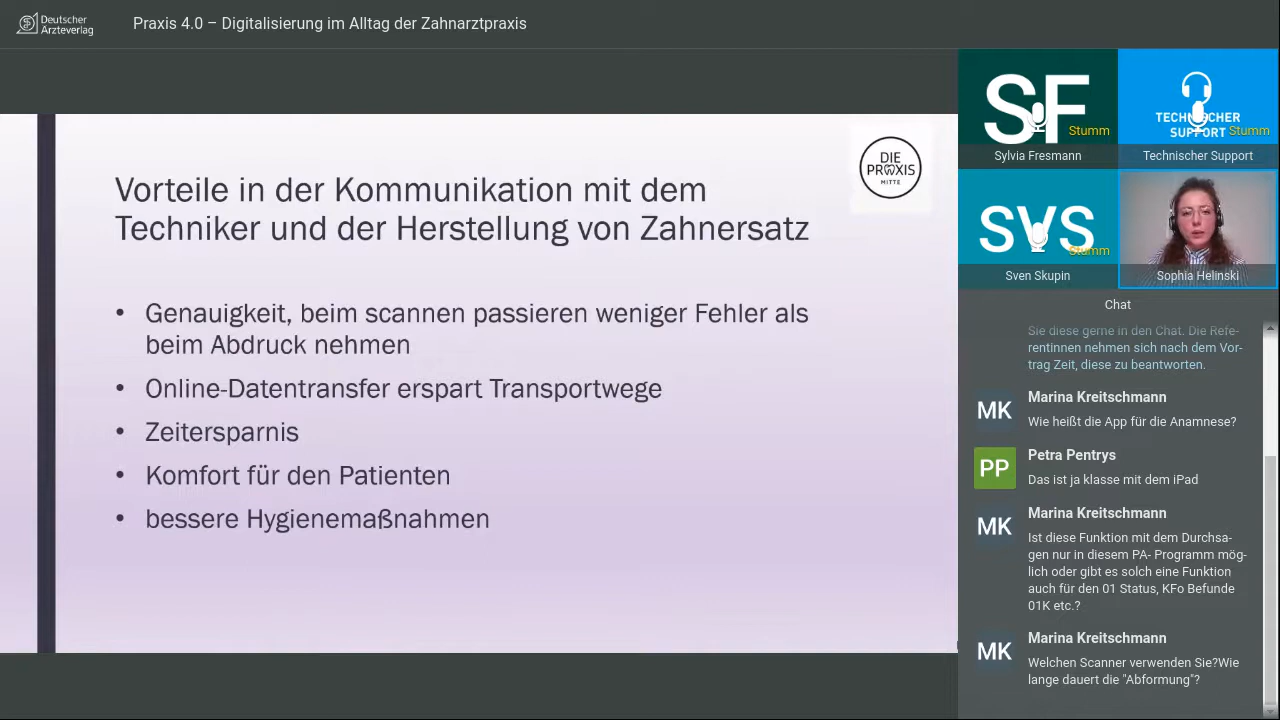 Deutscher
Ärzteverlag
Praxis 4.0 – Digitalisierung im Alltag der Zahnarztpraxis
DIE
PRAXIS
MITTE
Vorteile in der Kommunikation mit dem
Techniker und der Herstellung von Zahnersatz
• Genauigkeit, beim scannen passieren weniger Fehler als
beim Abdruck nehmen
• Online-Datentransfer erspart Transportwege
• Zeitersparnis
• Komfort für den Patienten
• bessere Hygienemaßnahmen
SF
Stumm
Sylvia Fresmann
TECHNISCHER
SUPPORT
Stumm
Technischer Support
SVS
Stumm
Sven Skupin
Sophia Helinski
Chat
Sie diese gerne in den Chat. Die Refe-
rentinnen nehmen sich nach dem Vor-
trag Zeit, diese zu beantworten.
MK
Marina Kreitschmann
Wie heißt die App für die Anamnese?
PP
Petra Pentrys
Das ist ja klasse mit dem iPad
MK
Marina Kreitschmann
Ist diese Funktion mit dem Durchsa-
gen nur in diesem PA- Programm mög-
lich oder gibt es solch eine Funktion
auch für den 01 Status, KFo Befunde
01K etc.?
MK
Marina Kreitschmann
Welchen Scanner verwenden Sie?Wie
lange dauert die "Abformung"?